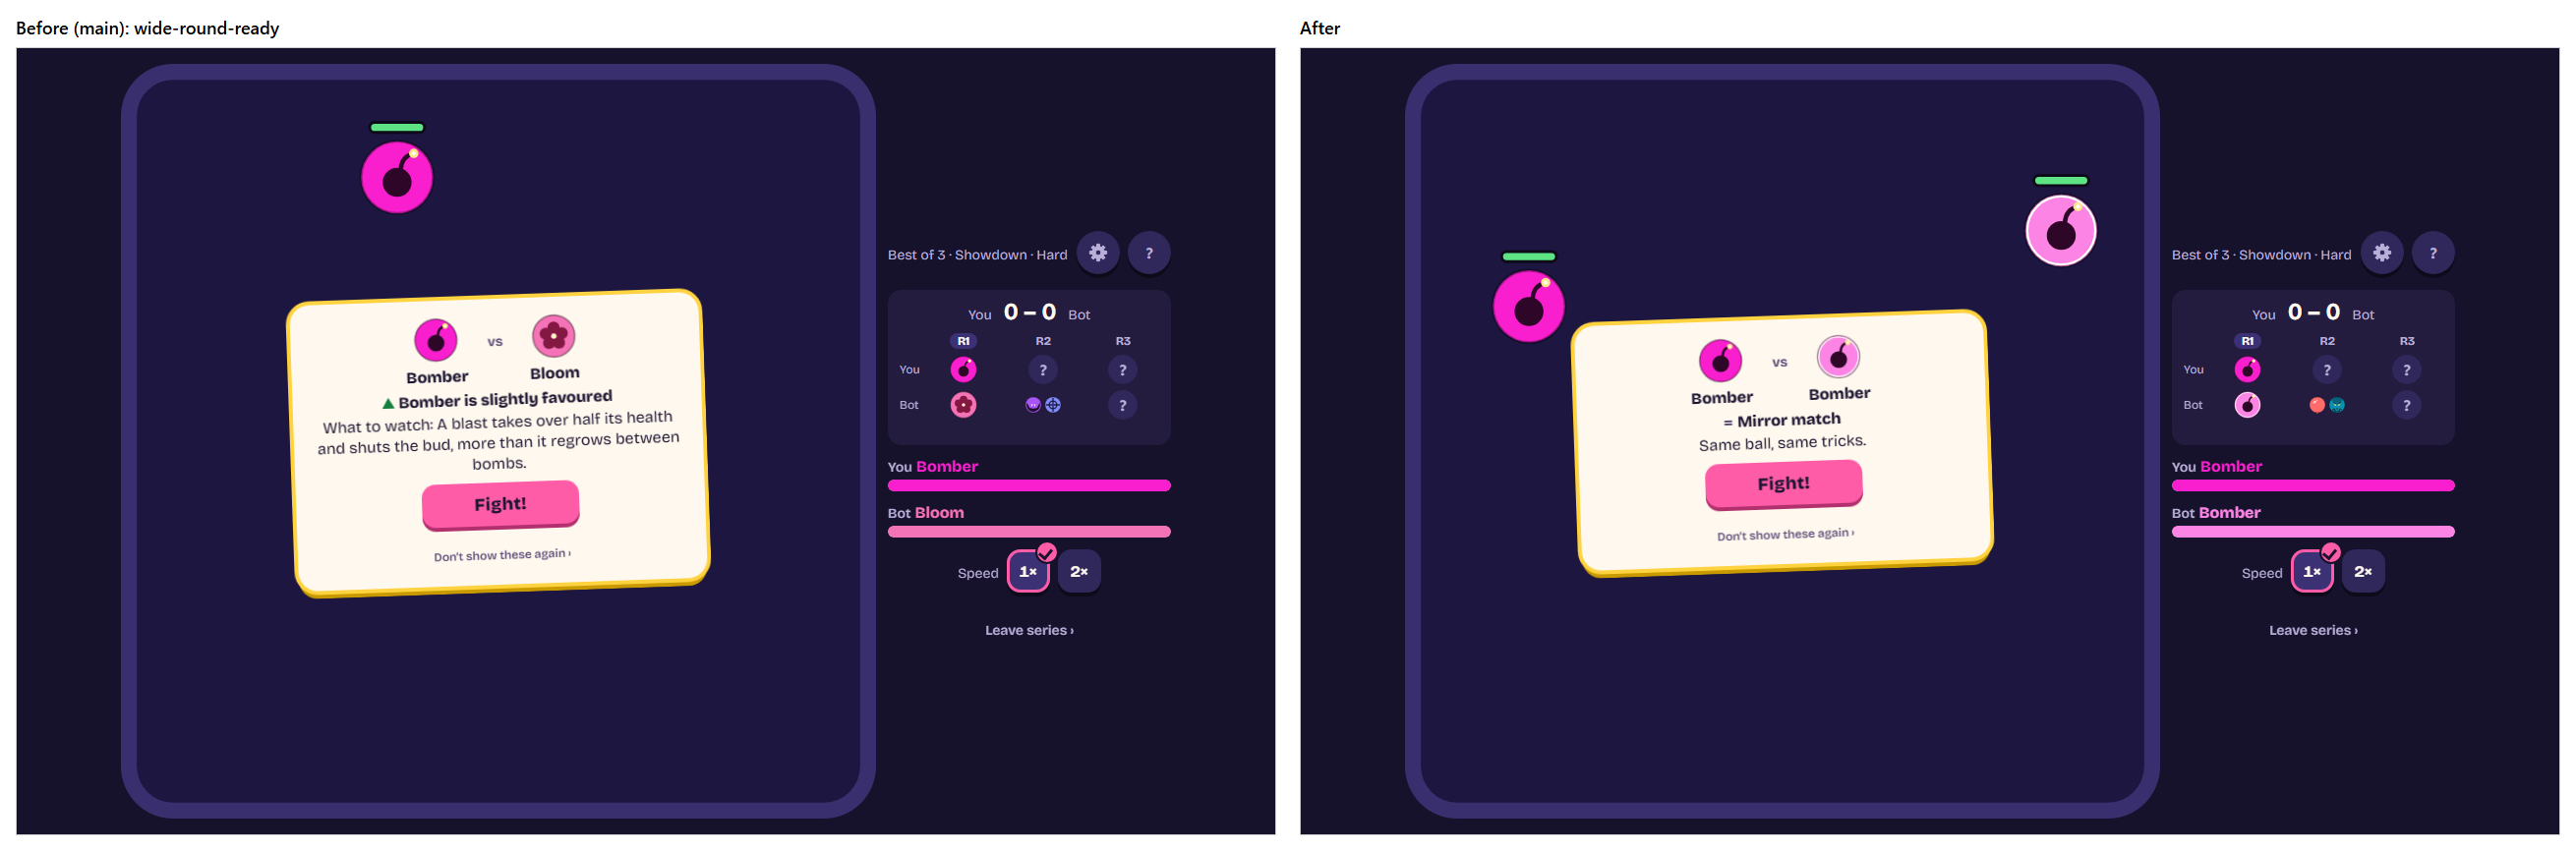 Before (main): wide-round-ready
Best of 3 · Showdown · Hard
?
You 0 – 0 Bot
R1 R2 R3
You ? ?
Bot ?
Bomber vs Bloom
▲ Bomber is slightly favoured
What to watch: A blast takes over half its health
and shuts the bud, more than it regrows between
bombs.
Fight!
Don't show these again ›
You Bomber
Bot Bloom
Speed 1× 2×
Leave series ›
After
Best of 3 · Showdown · Hard
?
You 0 – 0 Bot
R1 R2 R3
You ? ?
Bot ?
Bomber vs Bomber
= Mirror match
Same ball, same tricks.
Fight!
Don't show these again ›
You Bomber
Bot Bomber
Speed 1× 2×
Leave series ›